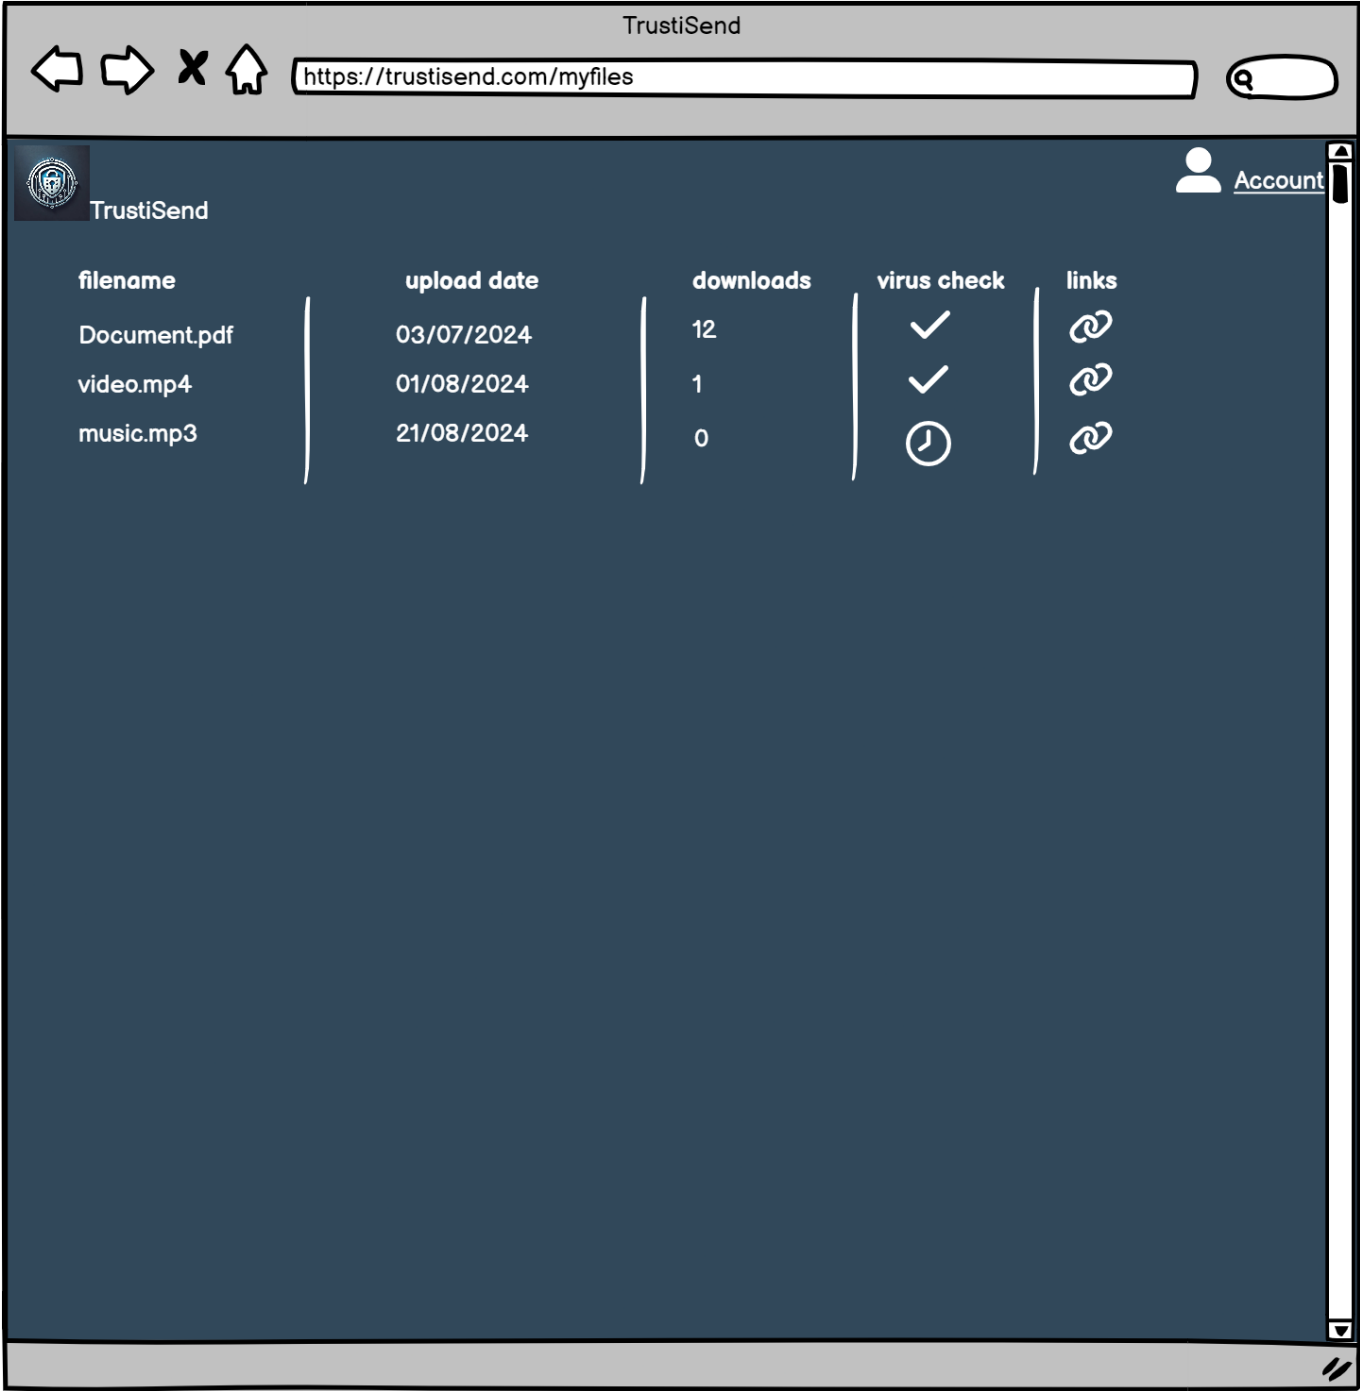 TrustiSend
https://trustisend.com/myfiles
Account
TrustiSend
filename upload date downloads virus check links
Document.pdf 03/07/2024 12
video.mp4 01/08/2024 1
music.mp3 21/08/2024 0